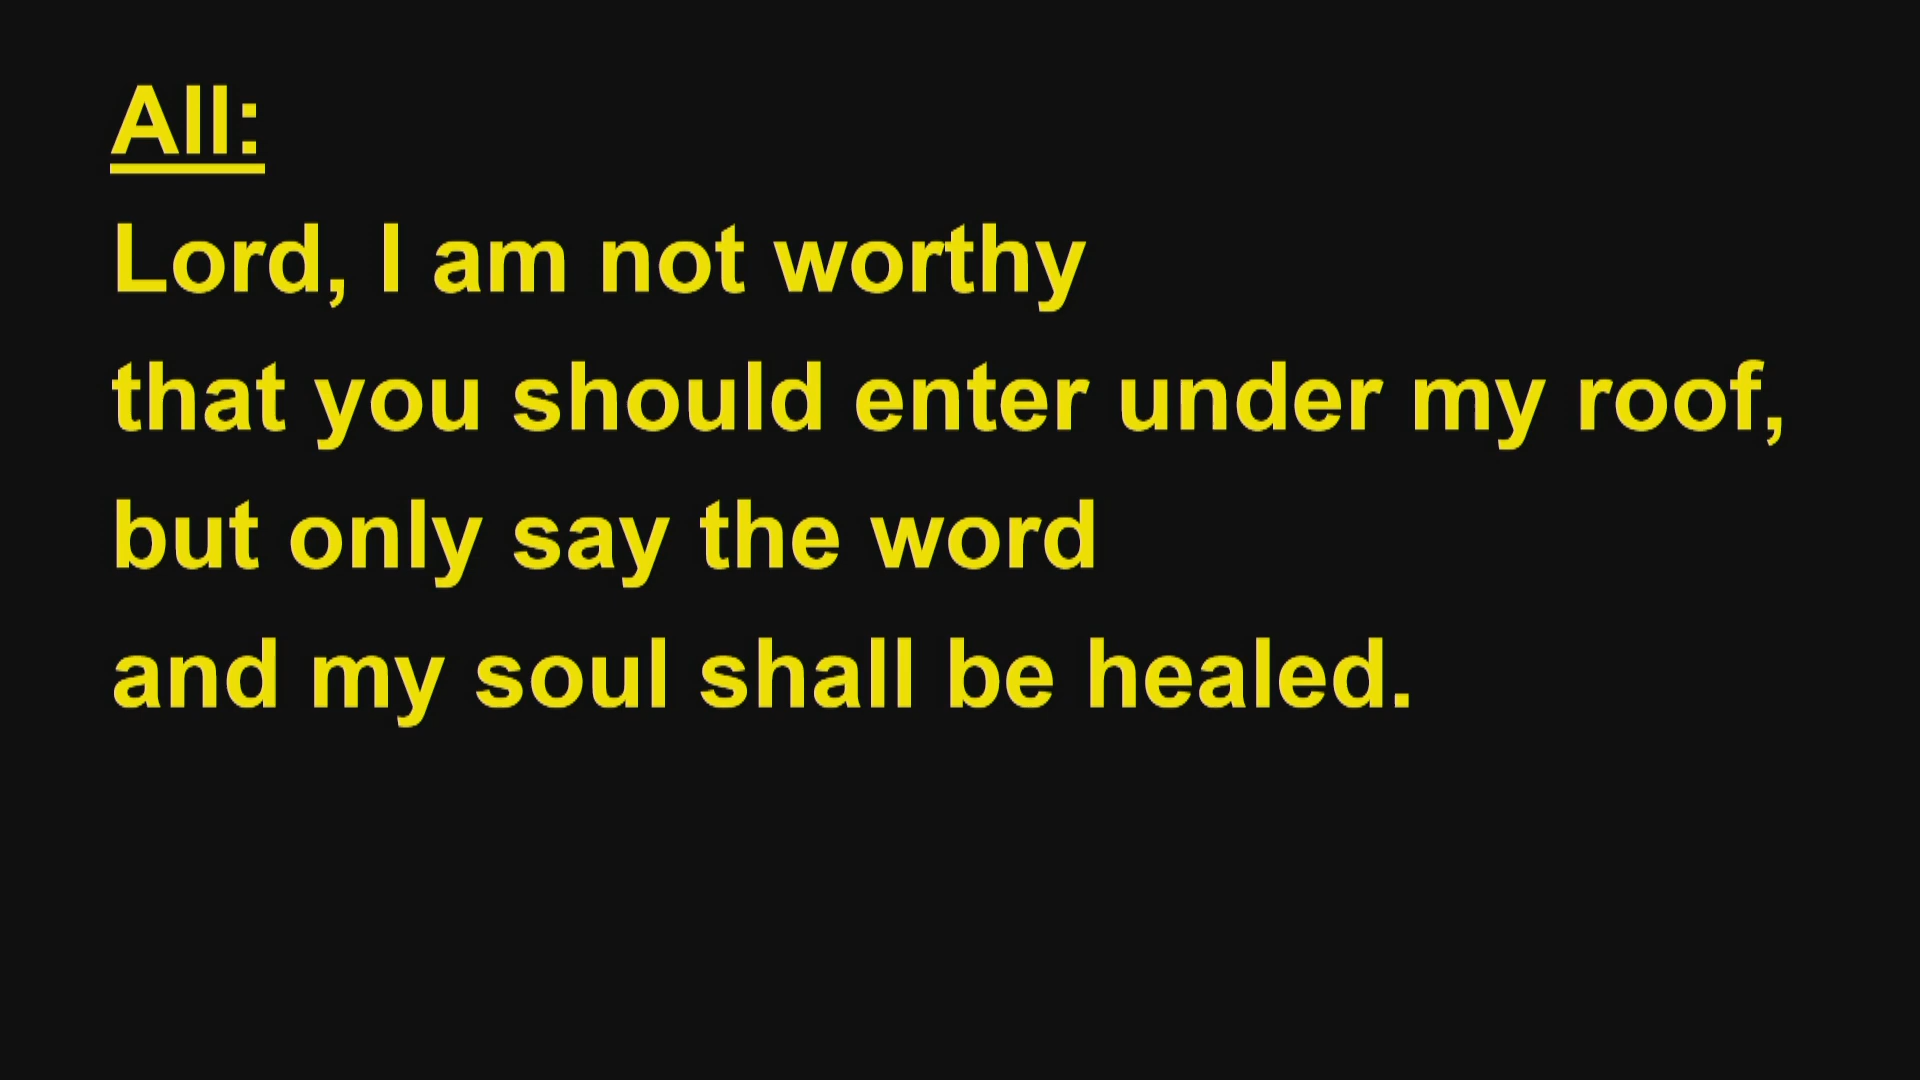 All:
Lord, I am not worthy
that you should enter under my roof,
but only say the word
and my soul shall be healed.